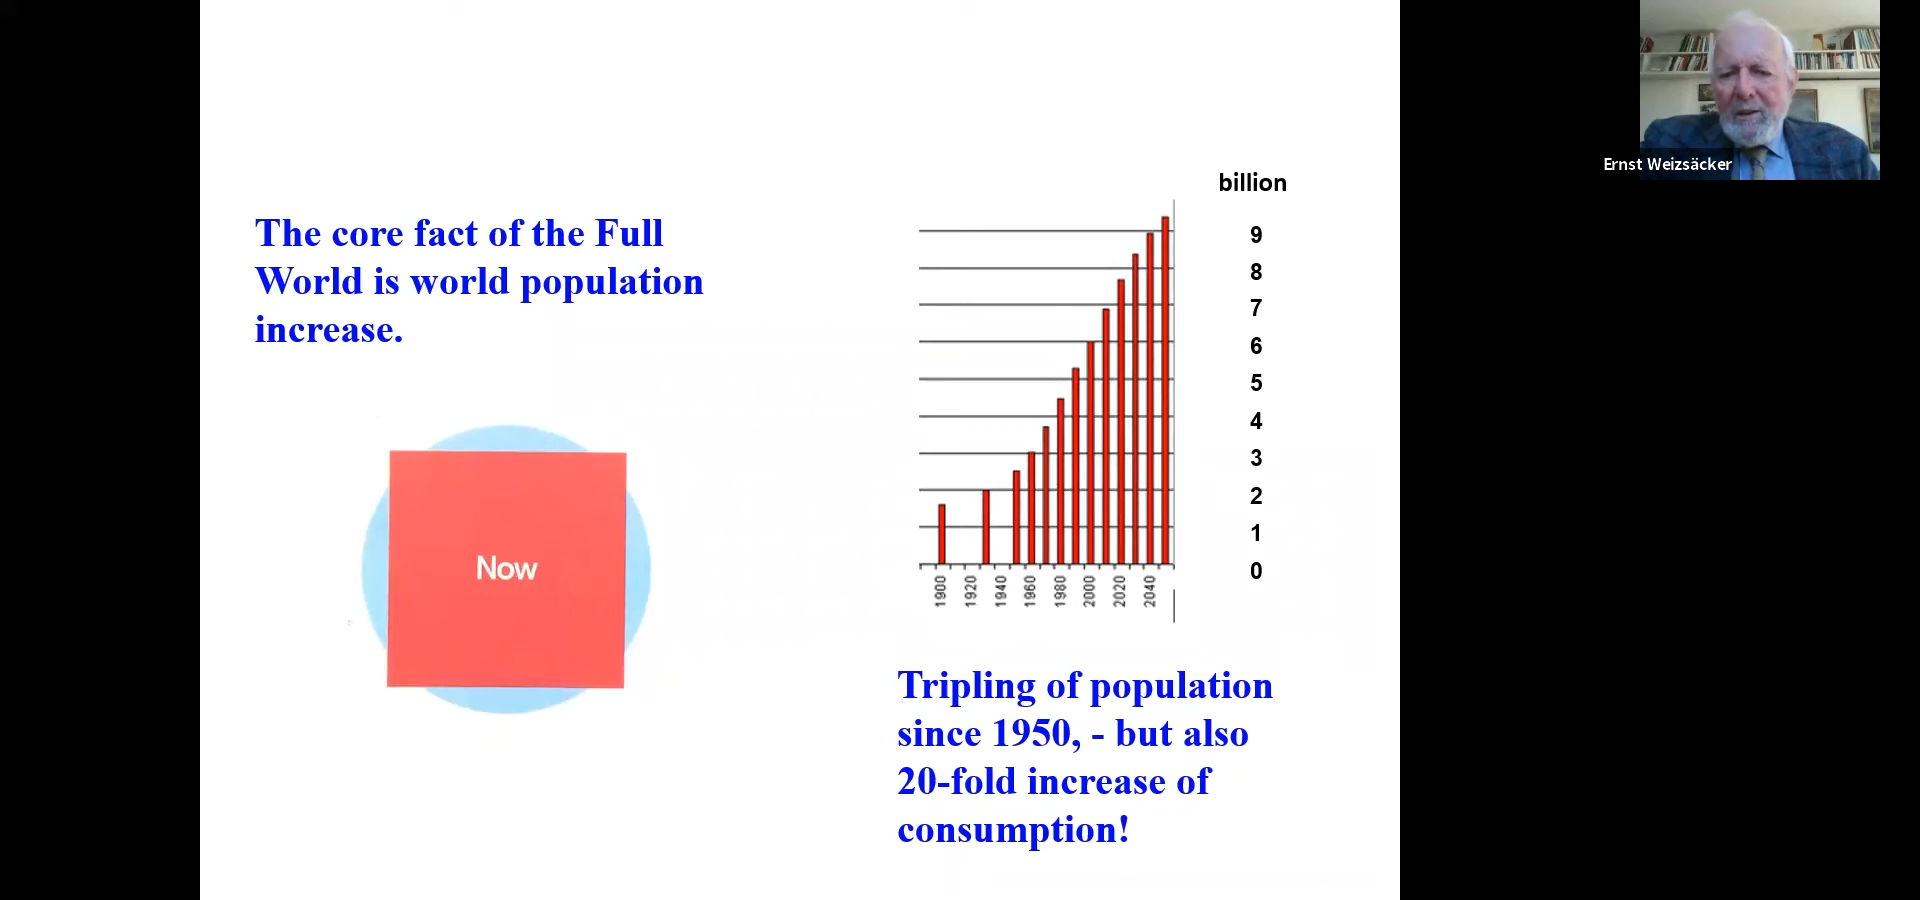 The core fact of the Full
World is world population
increase.
Now
billion
9
8
7
6
5
4
3
2
1
0
1900
1920
1940
1960
1980
2000
2020
2040
Tripling of population
since 1950, - but also
20-fold increase of
consumption!
Ernst Weizsäcker